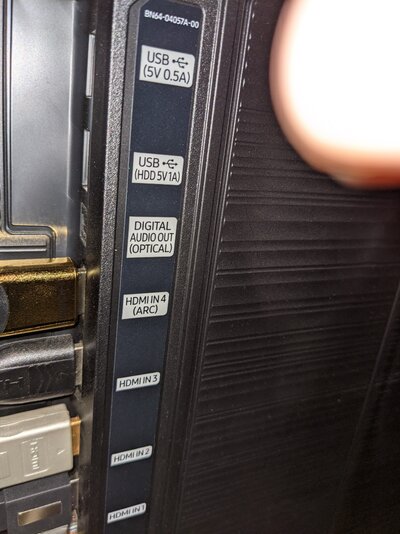 BN64-04057A-00
USB
(5V 0.5A)
USB
(HDD 5V 1A)
DIGITAL
AUDIO OUT
(OPTICAL)
HDMI IN 4
(ARC)
HDMI IN 3
HDMI IN 2
HDMI IN 1